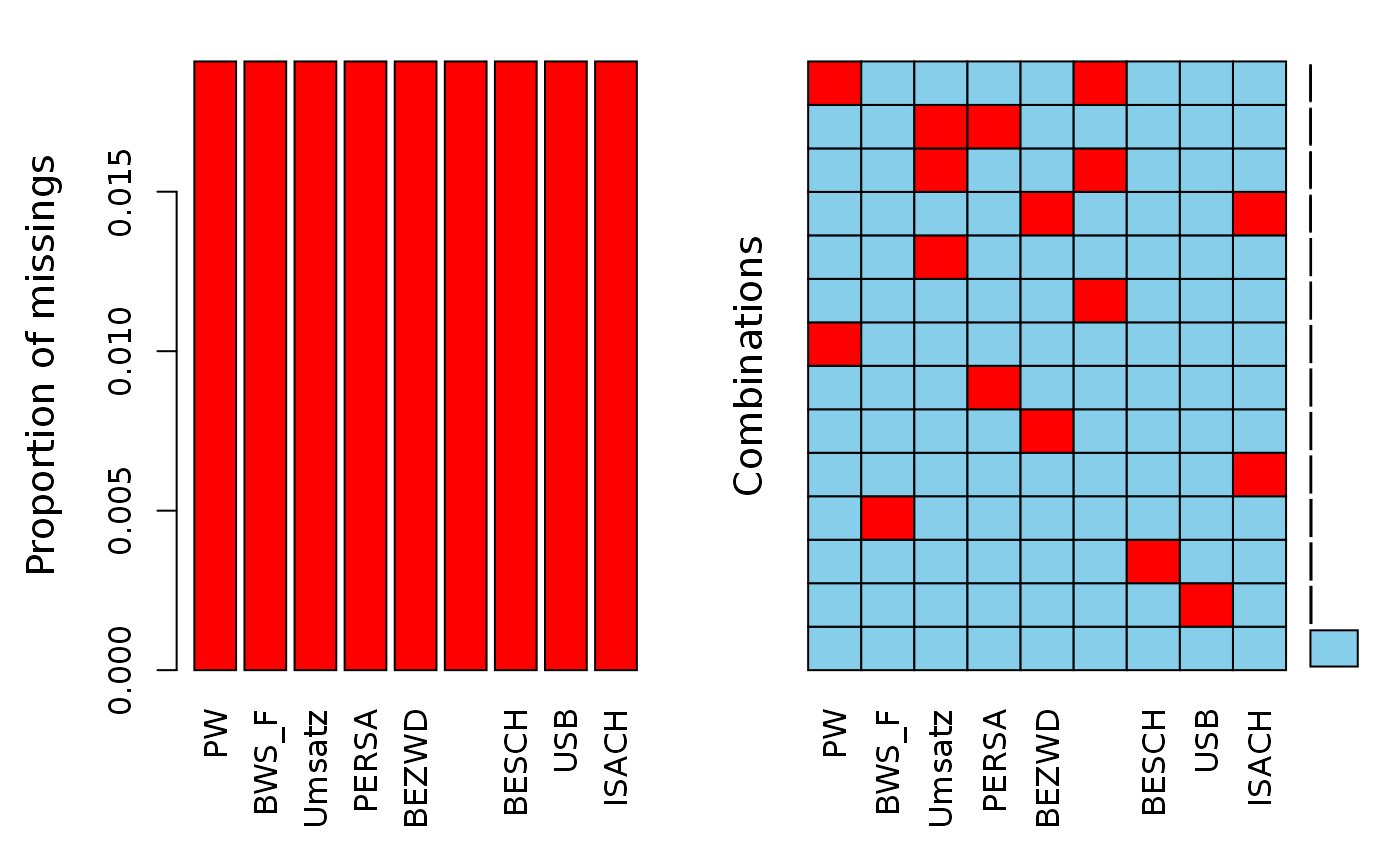 Proportion of missings
0.015
0.010
0.005
0.000
PW
BWS_F
Umsatz
PERSA
BEZWD
BESCH
USB
ISACH
Combinations
PW
BWS_F
Umsatz
PERSA
BEZWD
BESCH
USB
ISACH